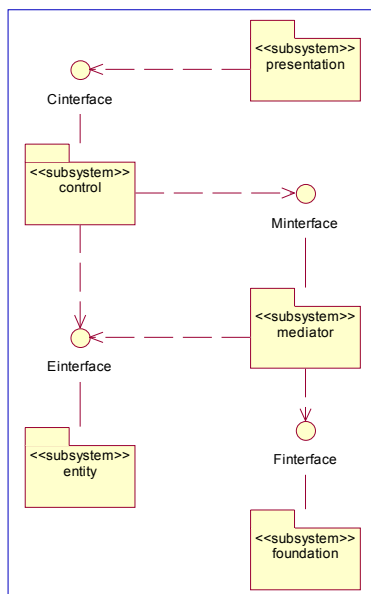 <<subsystem>>
presentation
Cinterface
<<subsystem>>
control
Minterface
<<subsystem>>
mediator
Einterface
<<subsystem>>
entity
Finterface
<<subsystem>>
foundation